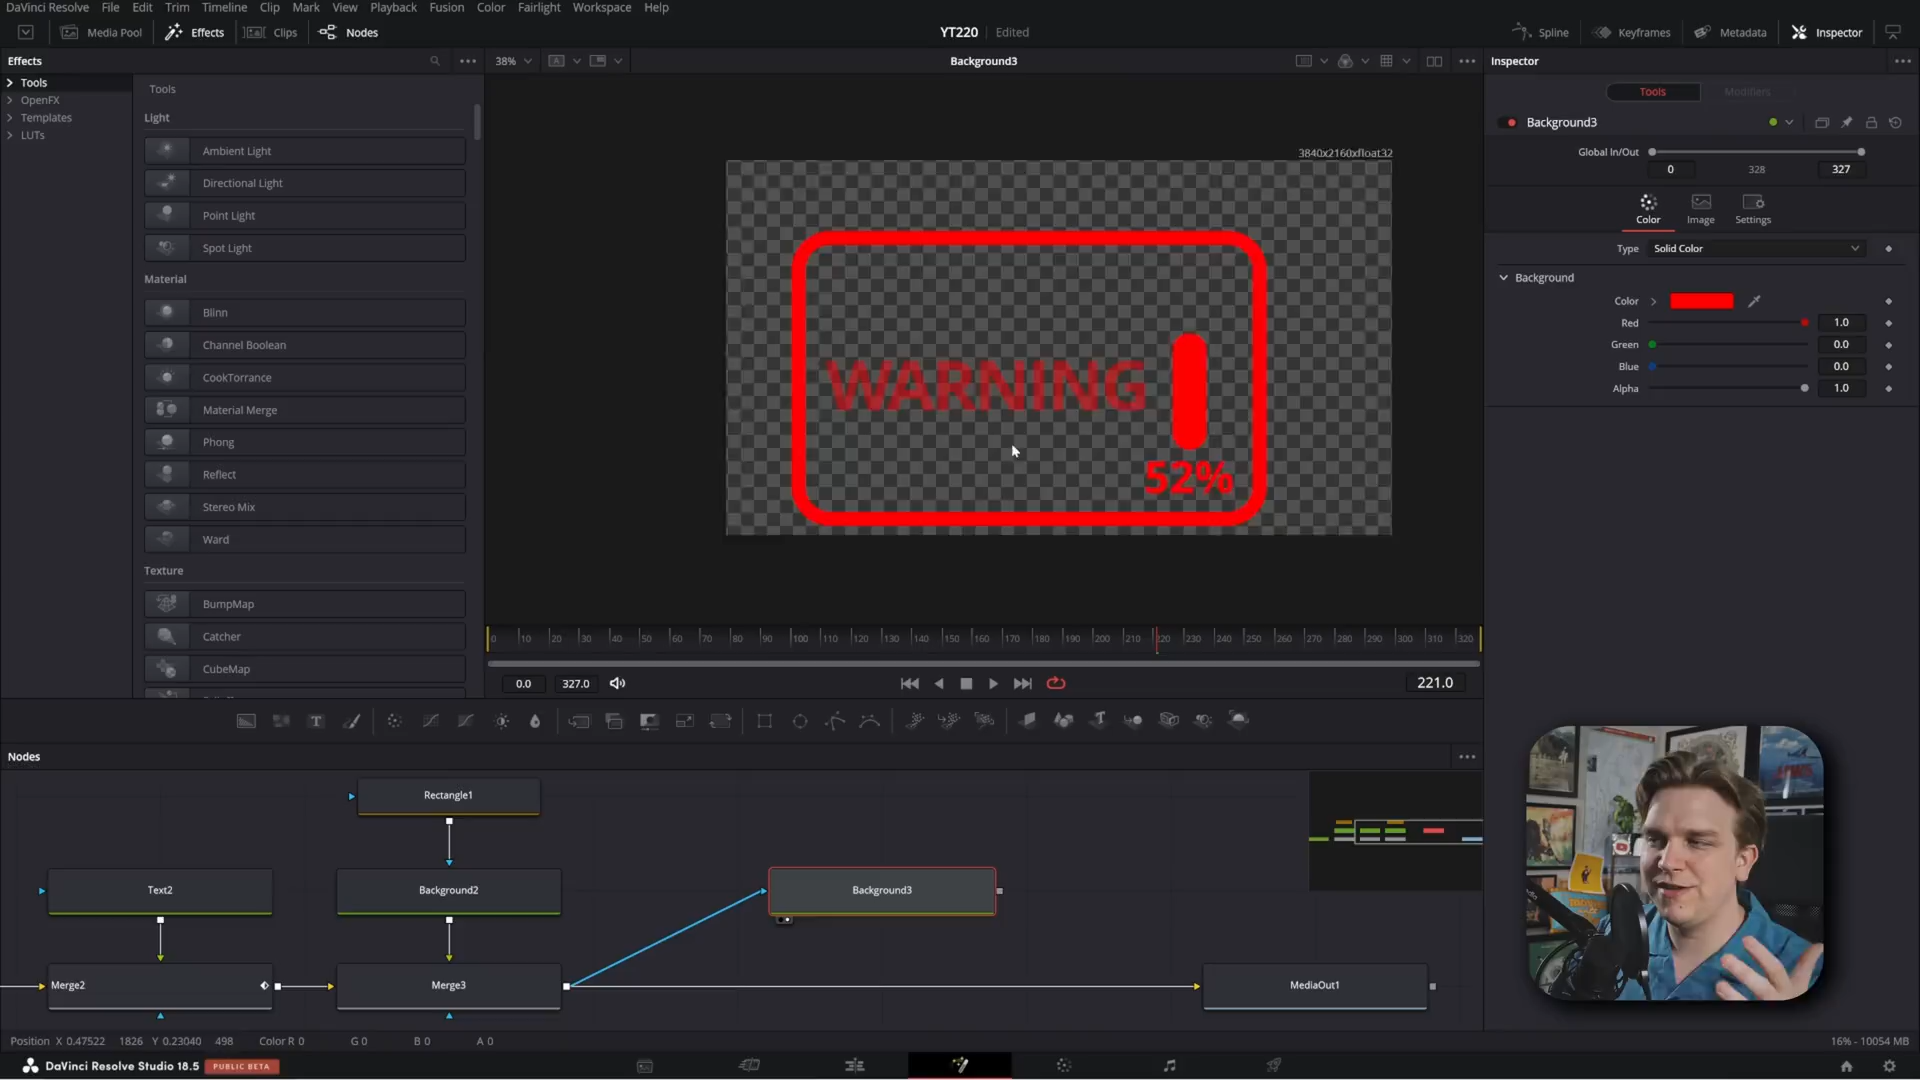 DaVinci Resolve File Edit Trim Timeline Clip Mark View Playback Fusion Color Fairlight Workspace Help
Media Pool Effects Clips Nodes YT220 Edited Spline Keyframes Metadata Inspector
Effects 38% Background3 Inspector
Tools
OpenFX
Templates
LUTs
Tools
Light
Ambient Light
Directional Light
Point Light
Spot Light
Material
Blinn
Channel Boolean
CookTorrance
Material Merge
Phong
Reflect
Stereo Mix
Ward
Texture
BumpMap
Catcher
CubeMap
3840x2160xfloat32
WARNING
52%
0 10 20 30 40 50 60 70 80 90 100 110 120 130 140 150 160 170 180 190 200 210 220 230 240 250 260 270 280 290 300 310 320
0.0 327.0 221.0
Tools Modifiers
Background3
Global In/Out
0 328 327
Color Image Settings
Type Solid Color
Background
Color
Red 1.0
Green 0.0
Blue 0.0
Alpha 1.0
Nodes
Rectangle1
Text2 Background2 Background3
Merge2 Merge3 MediaOut1
Position X 0.47522 1826 Y 0.23040 498 Color R 0 G 0 B 0 A 0 16% - 10054 MB
DaVinci Resolve Studio 18.5 PUBLIC BETA